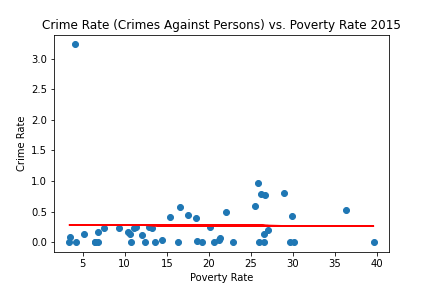 Crime Rate (Crimes Against Persons) vs. Poverty Rate 2015
Crime Rate
3.0
2.5
2.0
1.5
1.0
0.5
0.0
5 10 15 20 25 30 35 40
Poverty Rate